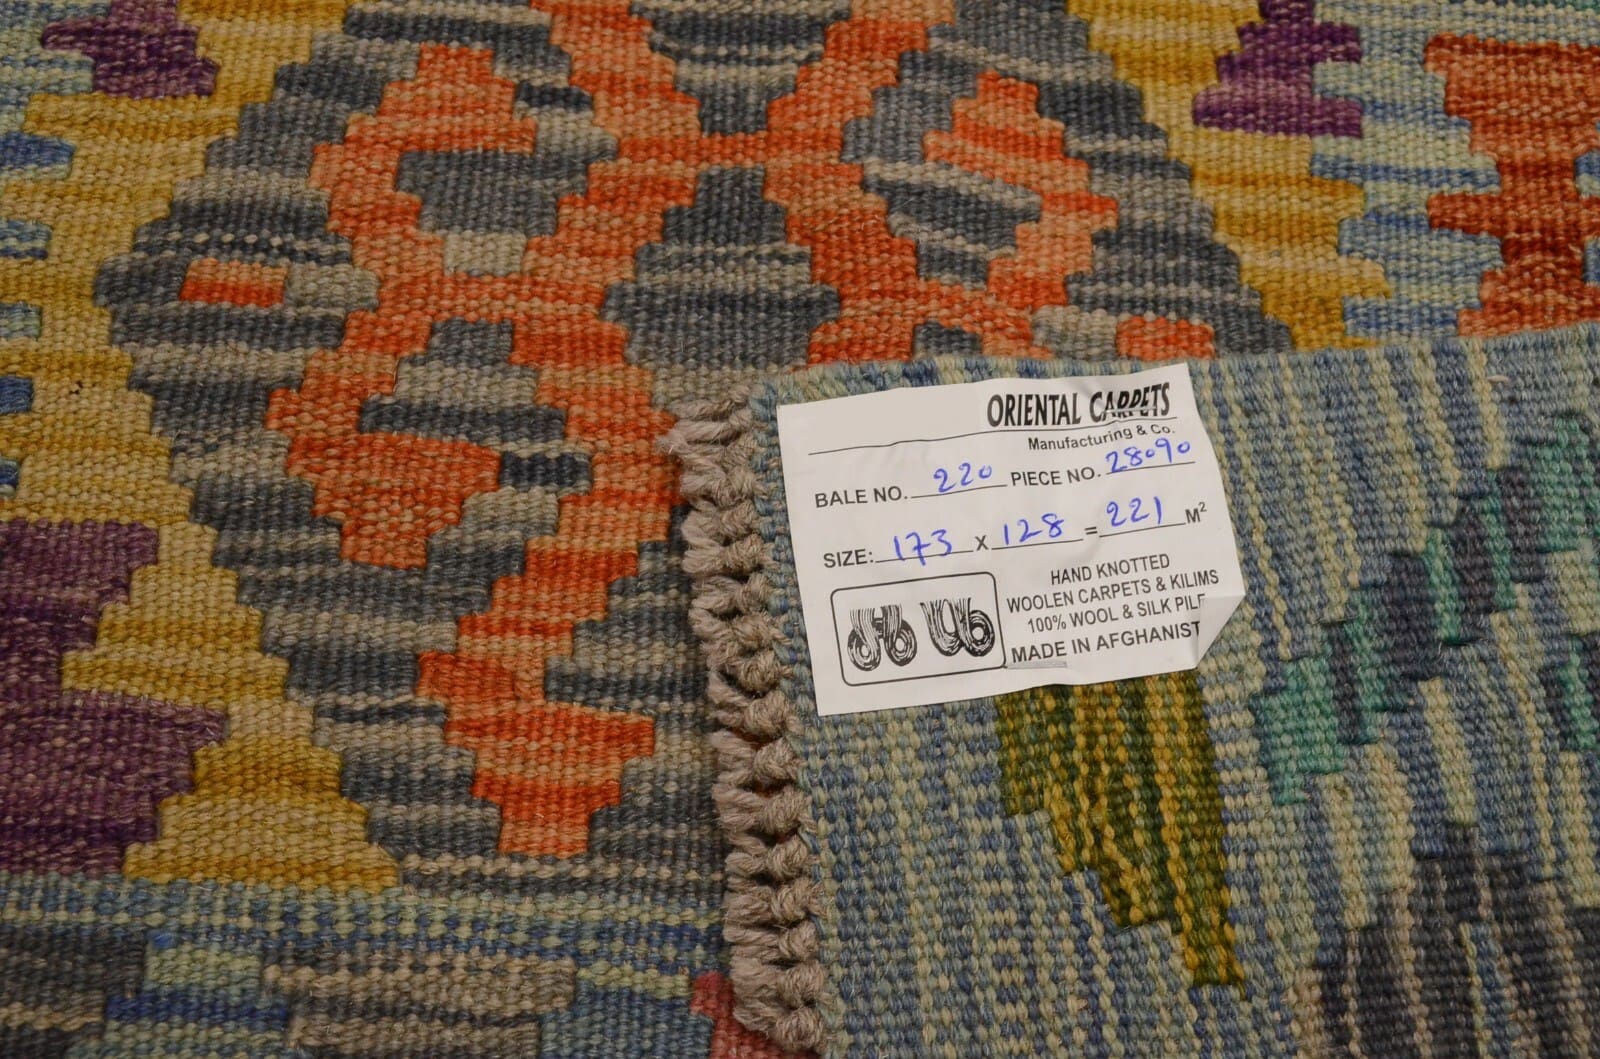 ORIENTAL CARPETS
Manufacturing & Co.
BALE NO. 220 PIECE NO. 28090
SIZE: 173 X 128 = 221 M²
HAND KNOTTED
WOOLEN CARPETS & KILIMS
100% WOOL & SILK PILE
MADE IN AFGHANIST